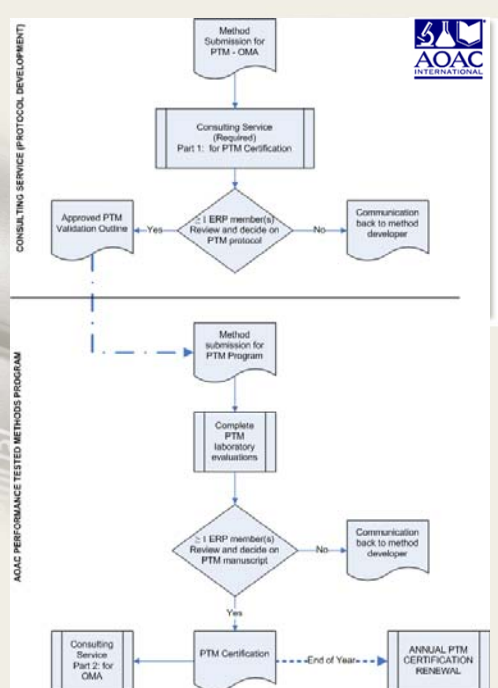 CONSULTING SERVICE (PROTOCOL DEVELOPMENT)
Method
Submission for
PTM - OMA
AOAC
INTERNATIONAL
Consulting Service
(Required)
Part 1: for PTM Certification
Approved PTM
Validation Outline
Yes
≥ 1 ERP member(s)
Review and decide on
PTM protocol
No
Communication
back to method
developer
AOAC PERFORMANCE TESTED METHODS PROGRAM
Method
submission for
PTM Program
Complete
PTM
laboratory
evaluations
≥ 1 ERP member(s)
Review and decide on
PTM manuscript
No
Communication
back to method
developer
Yes
Consulting
Service
Part 2: for
OMA
PTM Certification
End of Year
ANNUAL PTM
CERTIFICATION
RENEWAL